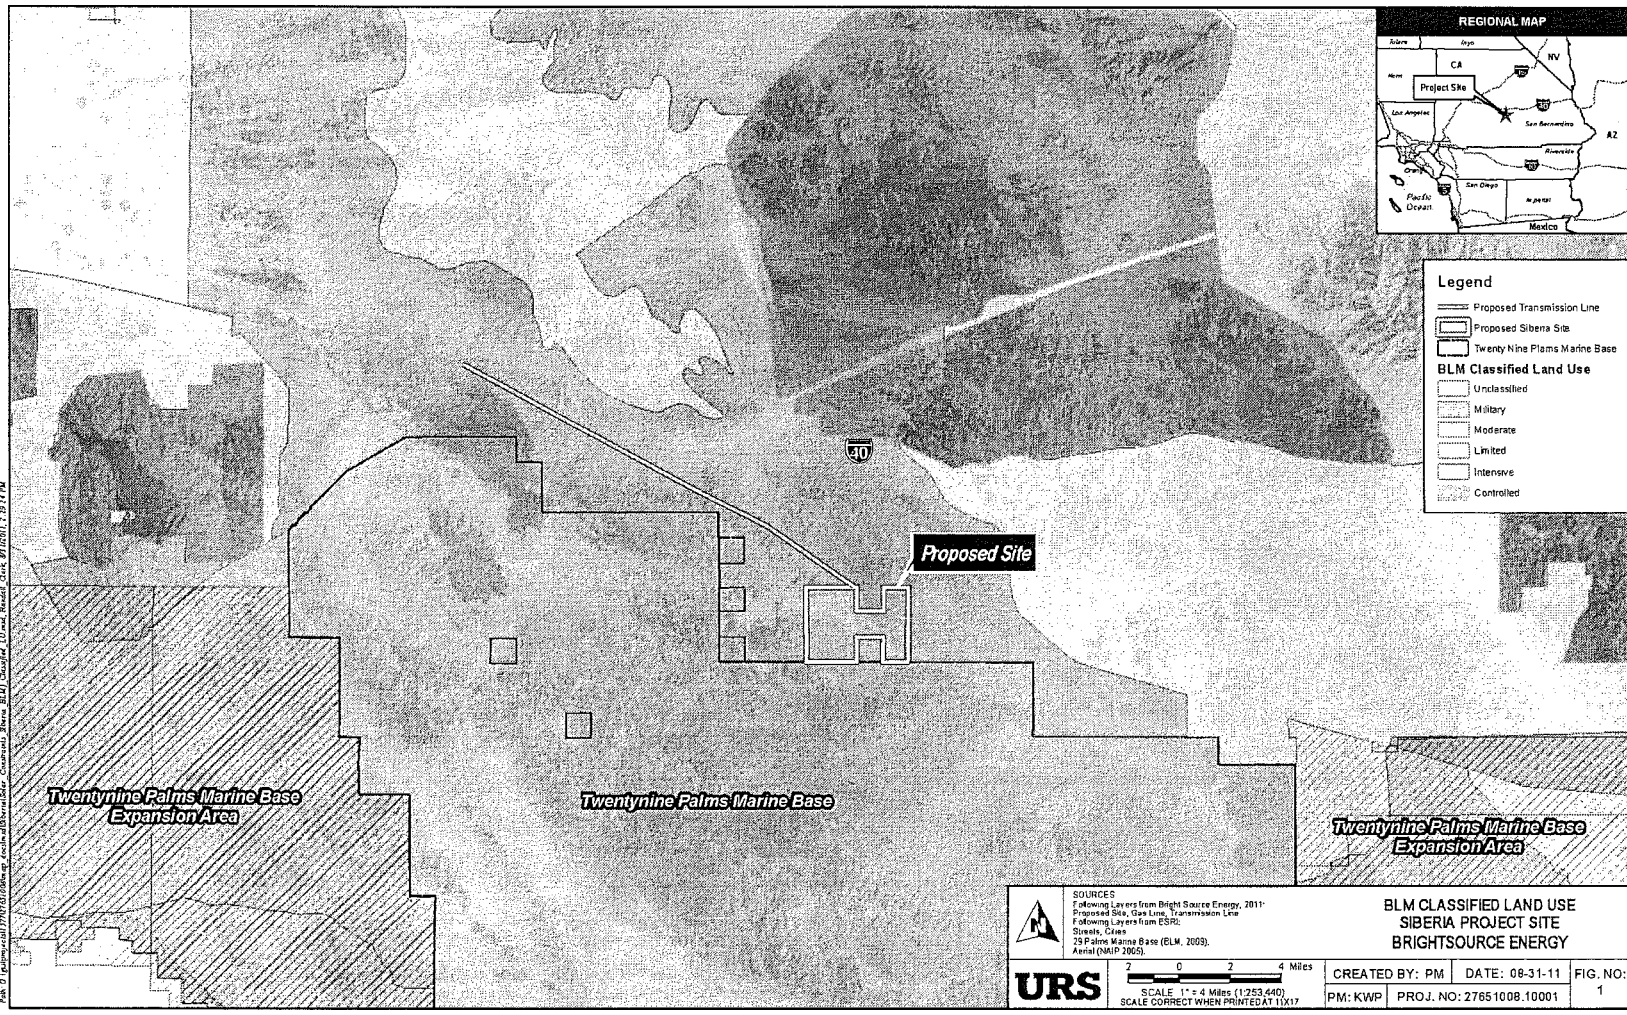 REGIONAL MAP
Inyo
CA
NV
Kern
Project Site
Los Angeles
San Bernardino
AZ
Riverside
Orange
San Diego
Imperial
Pacific
Ocean
Mexico
Legend
Proposed Transmission Line
Proposed Siberia Site
Twenty Nine Plams Marine Base
BLM Classified Land Use
Unclassified
Military
Moderate
Limited
Intensive
Controlled
40
Proposed Site
Twentynine Palms Marine Base
Expansion Area
Twentynine Palms Marine Base
Twentynine Palms Marine Base
Expansion Area
N
SOURCES
Following Layers from Bright Source Energy, 2011:
Proposed Site, Gas Line, Transmission Line
Following Layers from ESRI:
Streets, Cities
29 Palms Marine Base (BLM, 2009).
Aerial (NAIP 2005).
BLM CLASSIFIED LAND USE
SIBERIA PROJECT SITE
BRIGHTSOURCE ENERGY
URS
2 0 2 4 Miles
SCALE 1" = 4 Miles (1:253,440)
SCALE CORRECT WHEN PRINTED AT 11X17
CREATED BY: PM
DATE: 08-31-11
FIG. NO:
1
PM: KWP
PROJ. NO: 27651008.10001